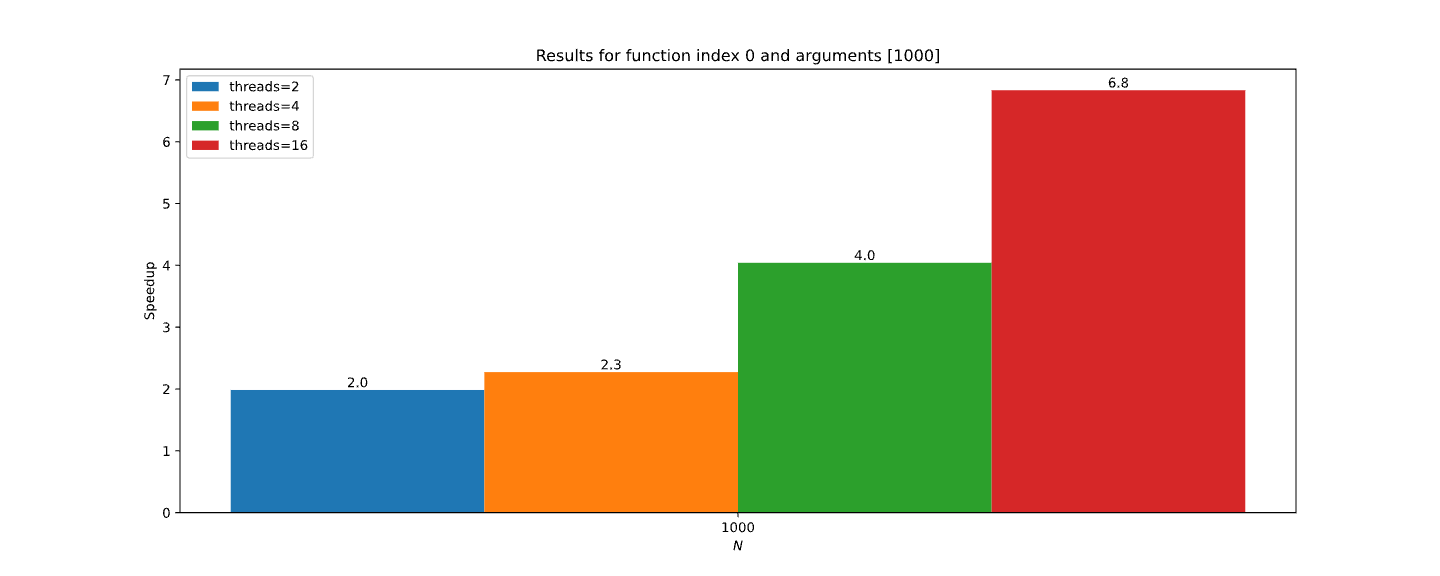 Results for function index 0 and arguments [1000]
threads=2
threads=4
threads=8
threads=16
Speedup
7
6
5
4
3
2
1
0
2.0
2.3
4.0
6.8
1000
N